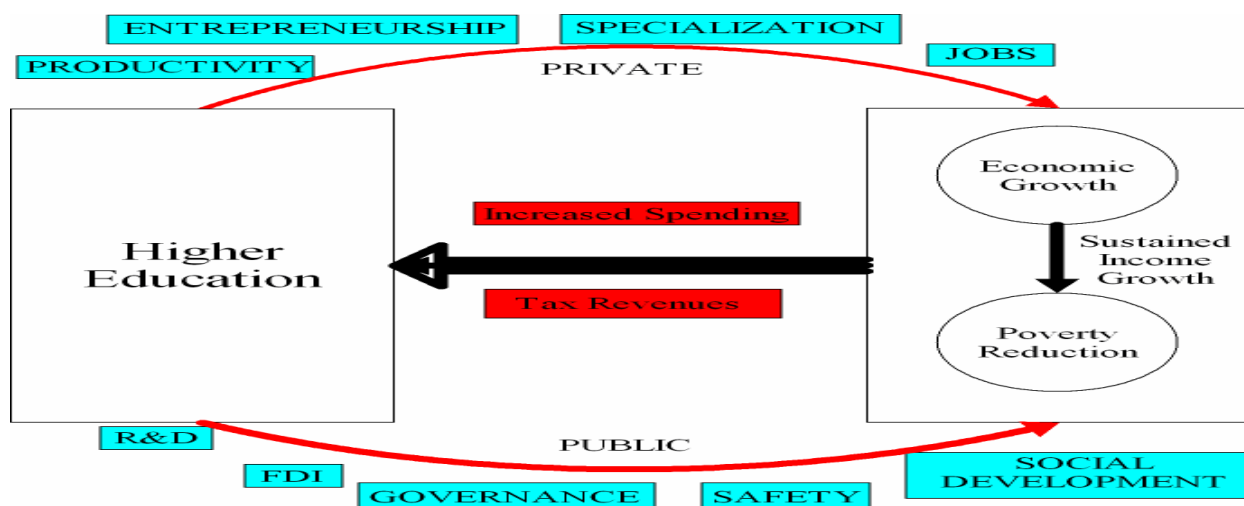 ENTREPRENEURSHIP
SPECIALIZATION
PRODUCTIVITY
PRIVATE
JOBS
Higher
Education
Increased Spending
Tax Revenues
Economic
Growth
Sustained
Income
Growth
Poverty
Reduction
R&D
PUBLIC
FDI
GOVERNANCE
SAFETY
SOCIAL
DEVELOPMENT